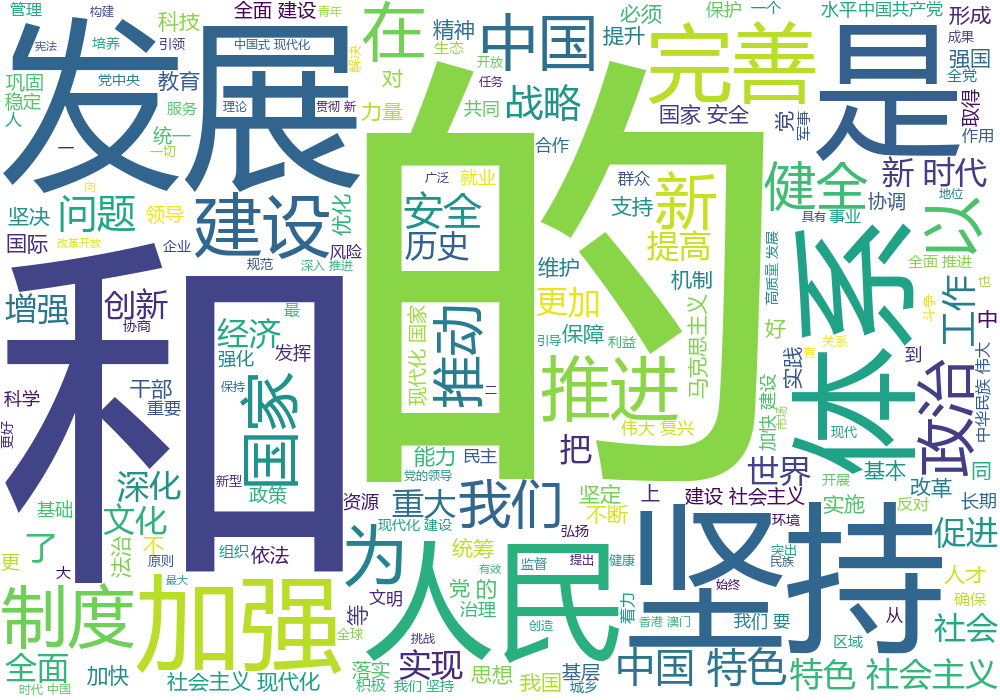 管理
构建
科技
全面 建设
青年
精神
必须
保护
一个
水平中国共产党
形成
宪法
培养
引领
中国式 现代化
解决
在
生态
中国
提升
完善
是
成果
强国
发展
党中央
教育
对
开放
任务
全党
巩固
稳定
人
服务
理论
贯彻 新
力量
共同
战略
国家 安全
党
军事
取得
作用
统一
一
一切
合作
的
向
广泛
就业
群众
健全
新 时代
坚决
问题
领导
建设
优化
安全
支持
新
协调
地位
具有
事业
以
国际
改革开放
企业
风险
历史
提高
规范
深入 推进
维护
机制
高质量 发展
体系
全面 推进
也
和
增强
创新
协商
最
更加
工作
斗争
中
经济
强化
发挥
现代化 国家
推动
引导
保障
利益
马克思主义
好
实践
有
关系
到
科学
干部
重要
保持
国家
二
推进
加快 建设
市场
政治
中华民族 伟大
更好
伟大 复兴
现代
深化
新型
政策
党的领导
能力
民主
把
世界
开展
基本
同
改革
基础
文化
资源
重大
我们
坚定
不断
上
建设 社会主义
实施
反对
长期
现代化 建设
弘扬
环境
了
法治
不
原则
组织
依法
为
统筹
人民
监督
提出
健康
坚持
突出
民族
促进
更
大
加强
最大
有效
党 的
治理
始终
人才
确保
制度
等
文明
着力
香港 澳门
我们 要
从
区域
社会
全球
挑战
创造
全面
加快
社会主义 现代化
落实
积极
实现
思想
我国
基层
城乡
中国 特色
特色 社会主义
时代 中国
我们 坚持